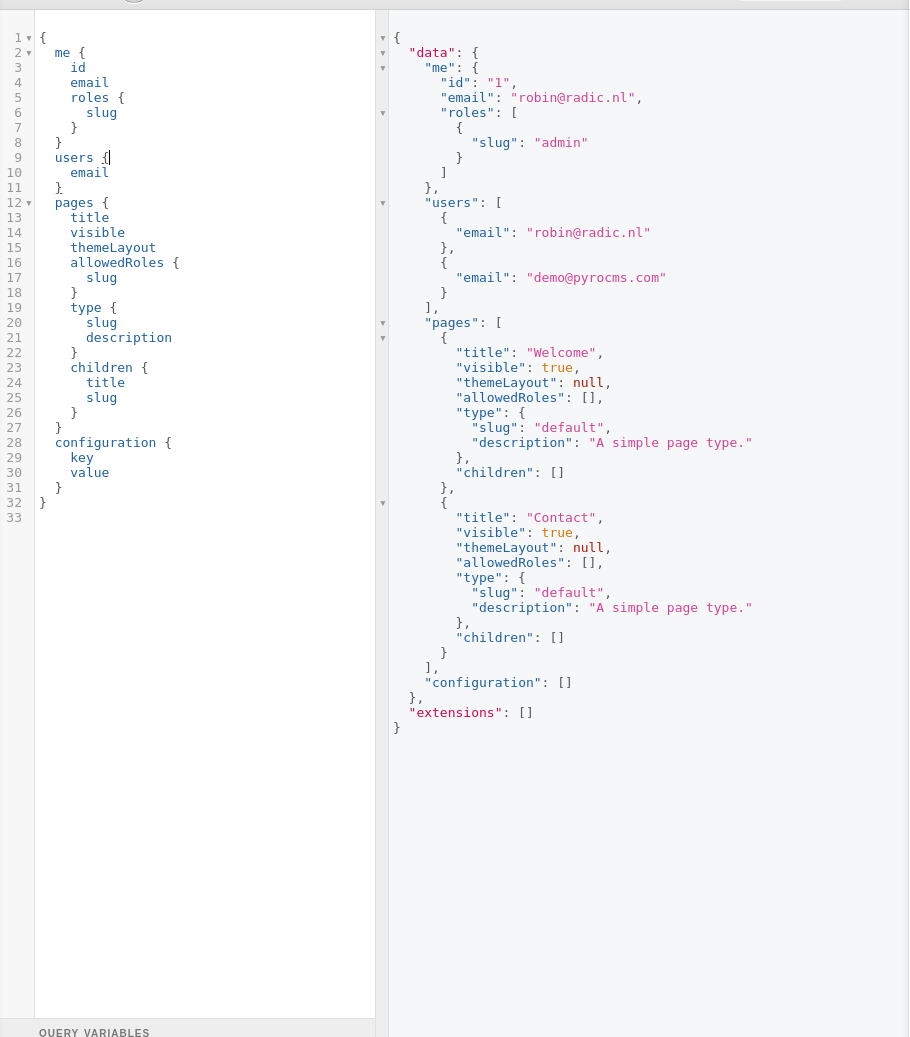 1 {
2   me {
3     id
4     email
5     roles {
6       slug
7     }
8   }
9   users {
10     email
11   }
12   pages {
13     title
14     visible
15     themeLayout
16     allowedRoles {
17       slug
18     }
19     type {
20       slug
21       description
22     }
23     children {
24       title
25       slug
26     }
27   }
28   configuration {
29     key
30     value
31   }
32 }
33
QUERY VARIABLES
{
  "data": {
    "me": {
      "id": "1",
      "email": "robin@radic.nl",
      "roles": [
        {
          "slug": "admin"
        }
      ]
    },
    "users": [
      {
        "email": "robin@radic.nl"
      },
      {
        "email": "demo@pyrocms.com"
      }
    ],
    "pages": [
      {
        "title": "Welcome",
        "visible": true,
        "themeLayout": null,
        "allowedRoles": [],
        "type": {
          "slug": "default",
          "description": "A simple page type."
        },
        "children": []
      },
      {
        "title": "Contact",
        "visible": true,
        "themeLayout": null,
        "allowedRoles": [],
        "type": {
          "slug": "default",
          "description": "A simple page type."
        },
        "children": []
      }
    ],
    "configuration": []
  },
  "extensions": []
}